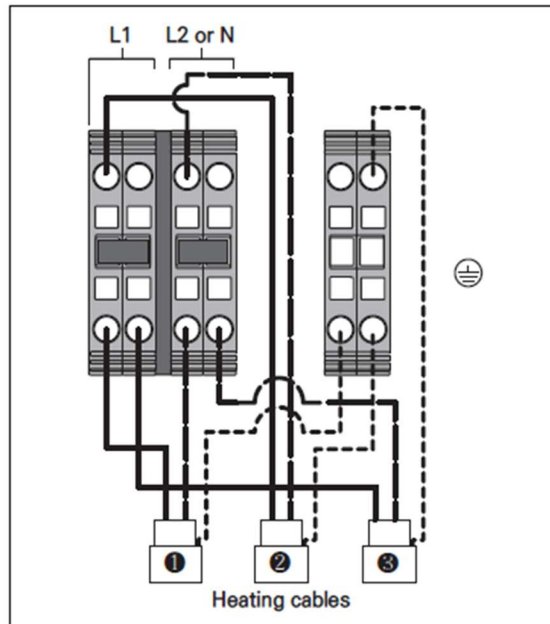 L1 L2 or N
❶ ❷ ❸
Heating cables